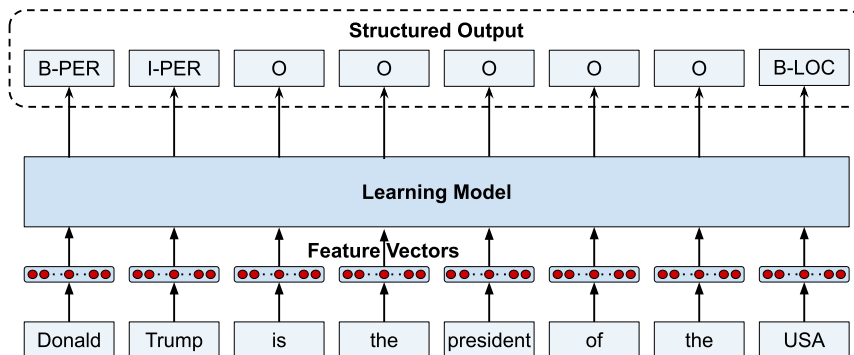 Structured Output
B-PER I-PER O O O O O B-LOC
Learning Model
Feature Vectors
Donald Trump is the president of the USA